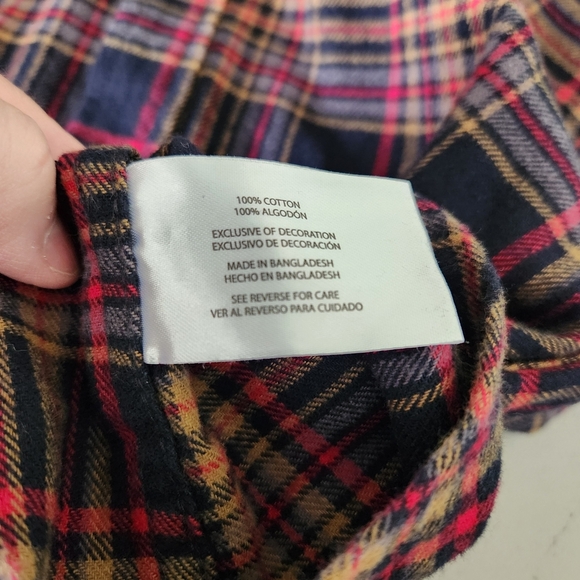 100% COTTON
100% ALGODÓN
EXCLUSIVE OF DECORATION
EXCLUSIVO DE DECORACIÓN
MADE IN BANGLADESH
HECHO EN BANGLADESH
SEE REVERSE FOR CARE
VER AL REVERSO PARA CUIDADO